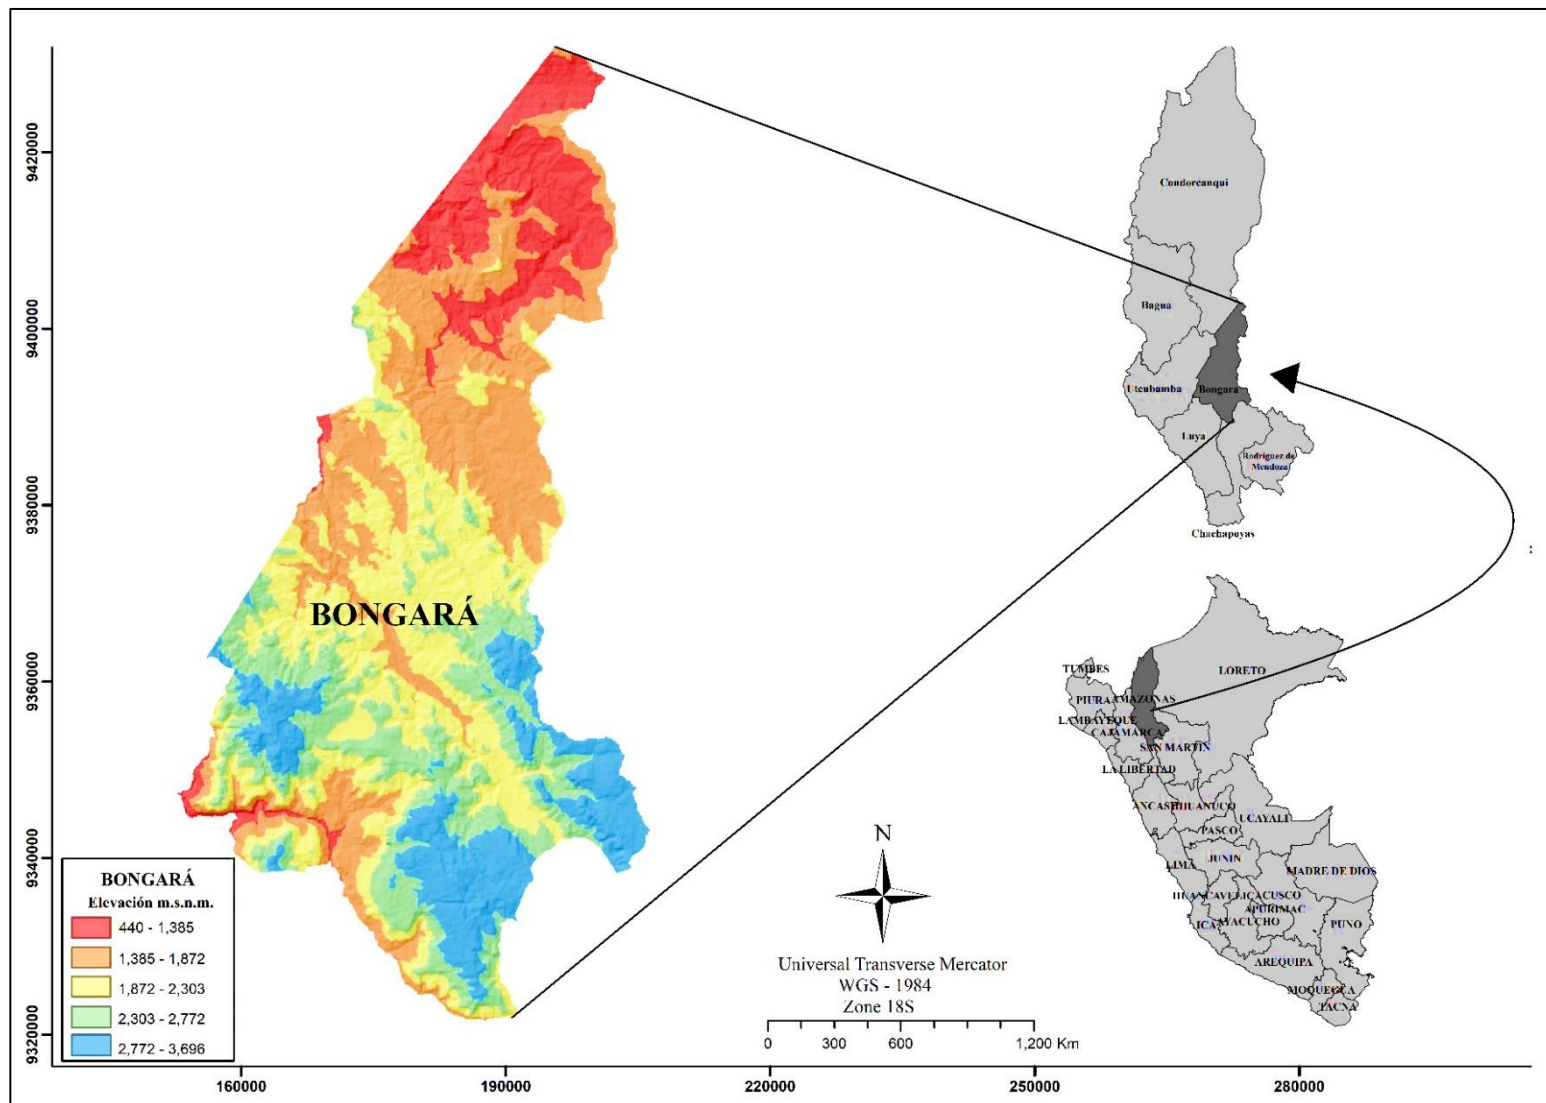 9420000
9400000
9380000
9360000
9340000
9320000
BONGARÁ
BONGARÁ
Elevación m.s.n.m.
440 - 1,385
1,385 - 1,872
1,872 - 2,303
2,303 - 2,772
2,772 - 3,696
Condorcanqui
Bagua
Utcubamba
Bongara
Luya
Rodriguez de
Mendoza
Chachapoyas
:
TUMBES
LORETO
PIURA
AMAZONAS
LAMBAYEQUE
CAJAMARCA
SAN MARTIN
LA LIBERTAD
ANCASH
HUANUCO
UCAYALI
PASCO
LIMA
JUNIN
MADRE DE DIOS
HUANCAVELICA
CUSCO
APURIMAC
ICA
AYACUCHO
PUNO
AREQUIPA
MOQUEGUA
TACNA
N
Universal Transverse Mercator
WGS - 1984
Zone 18S
0 300 600 1,200 Km
160000 190000 220000 250000 280000